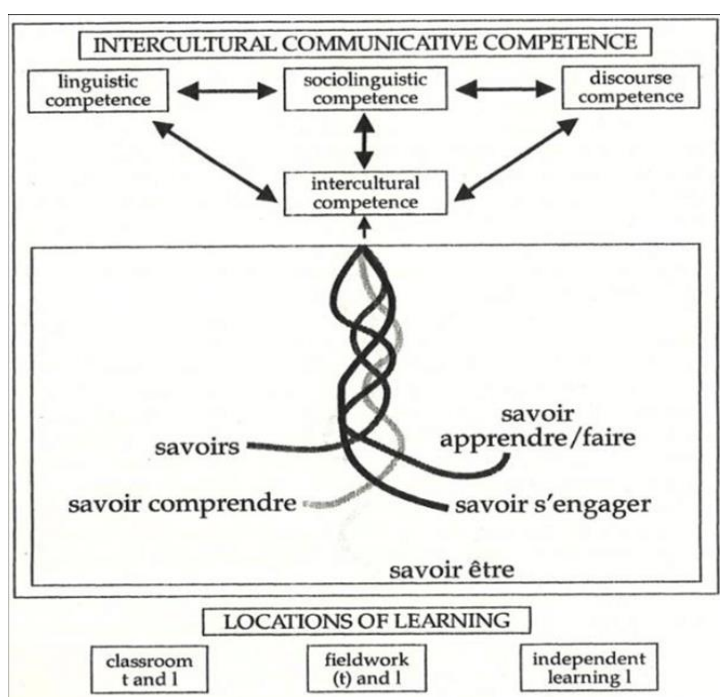 INTERCULTURAL COMMUNICATIVE COMPETENCE
linguistic
competence
sociolinguistic
competence
discourse
competence
intercultural
competence
savoirs
savoir
apprendre/faire
savoir comprendre
savoir s'engager
savoir être
LOCATIONS OF LEARNING
classroom
t and l
fieldwork
(t) and l
independent
learning l